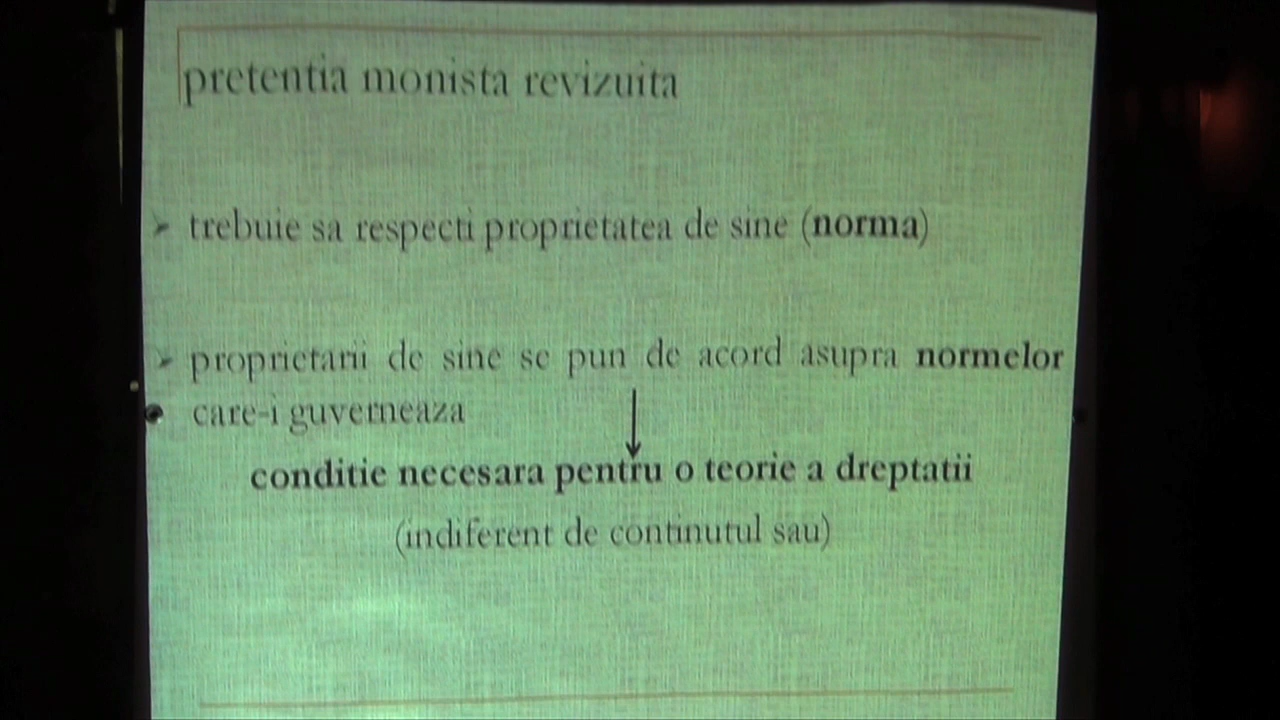 pretentia monista revizuita
trebuie sa respecti proprietatea de sine (norma)
proprietarii de sine se pun de acord asupra normelor
care-i guverneaza
conditie necesara pentru o teorie a dreptatii
(indiferent de continutul sau)